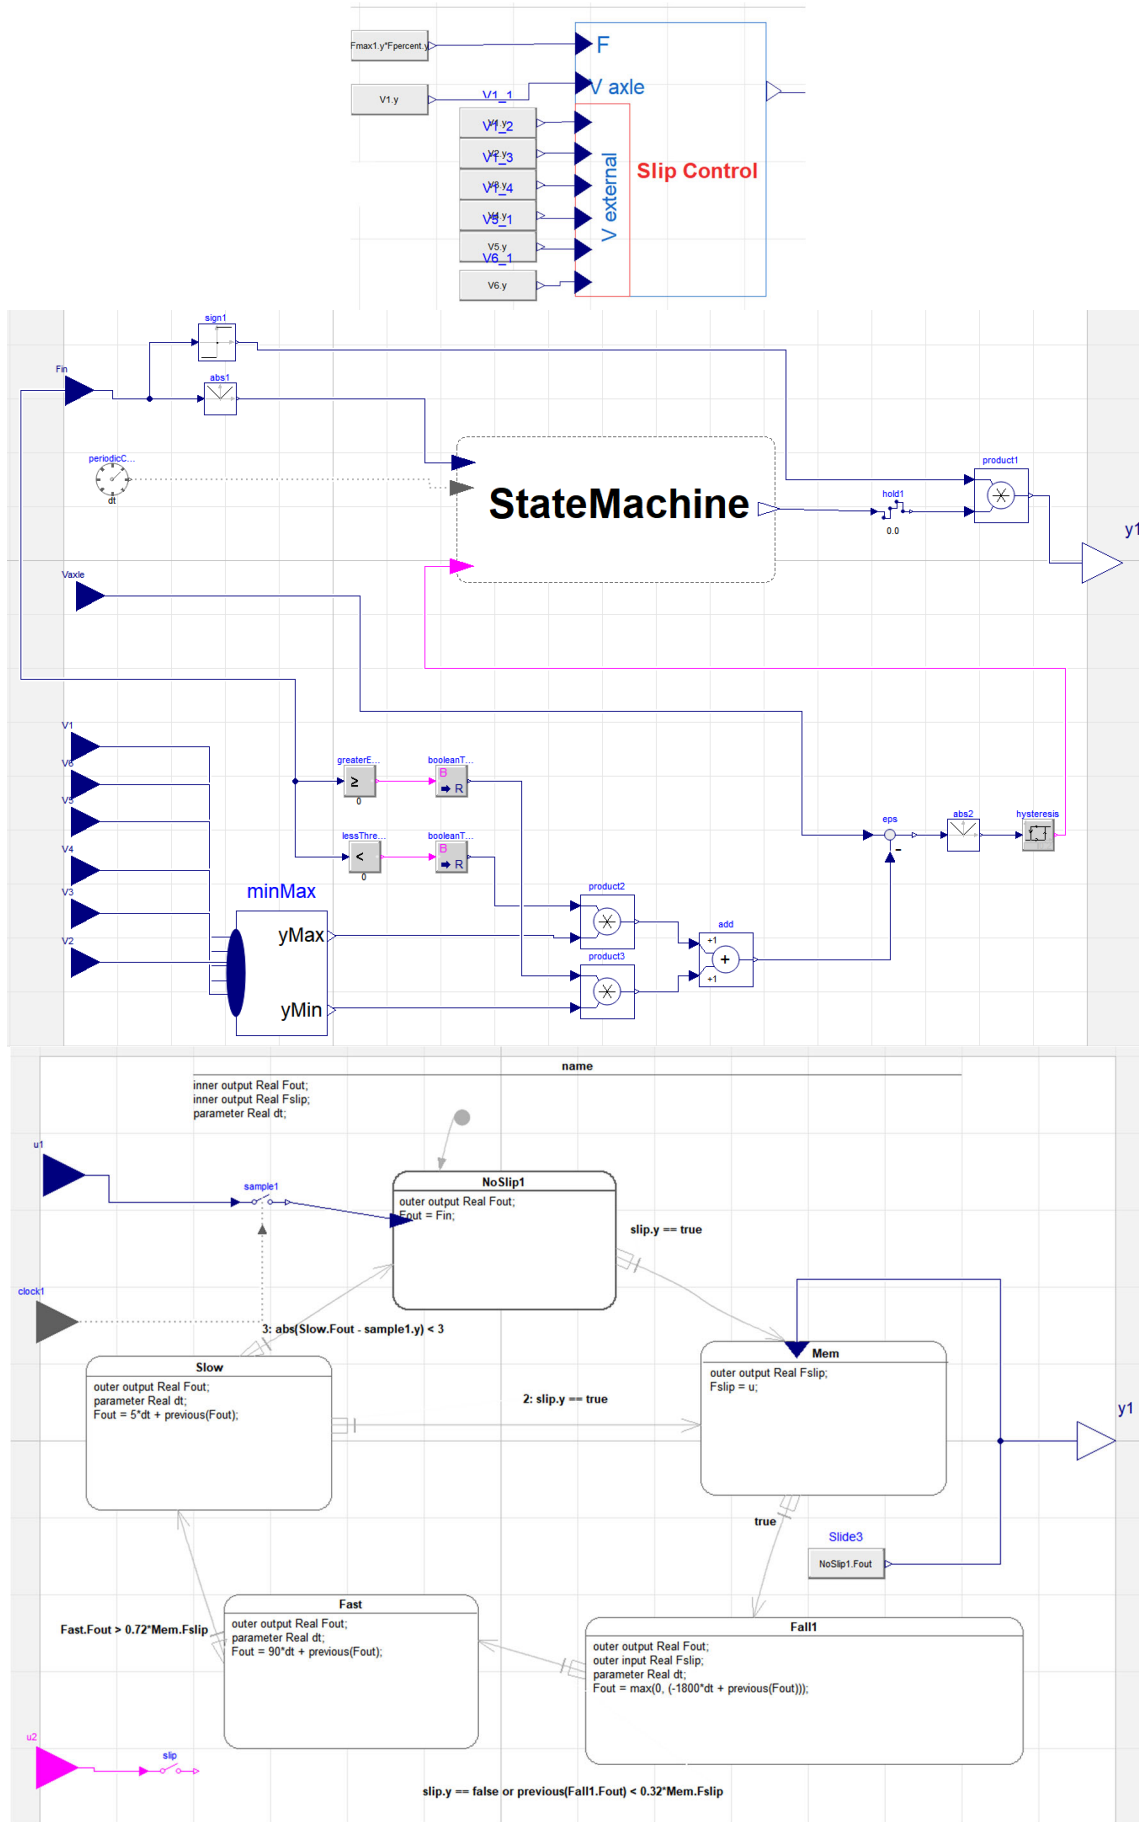 Fmax1.y*Fpercent.y
F
V1.y
V axle
V1_1
V1_2
V2.y
V1_3
V1_4
V5_1
V5.y
V6_1
V6.y
V external
Slip Control
sign1
Fin
abs1
periodicC...
dt
StateMachine
hold1
0.0
product1
y1
Vaxle
V1
V6
V5
V4
V3
V2
greaterE...
≥
0
booleanT...
B
R
lessThre...
<
0
booleanT...
B
R
eps
-
abs2
hysteresis
minMax
yMax
yMin
product2
product3
add
+1
+
+1
name
inner output Real Fout;
inner output Real Fslip;
parameter Real dt;
u1
sample1
NoSlip1
outer output Real Fout;
Fout = Fin;
slip.y == true
clock1
3: abs(Slow.Fout - sample1.y) < 3
Slow
outer output Real Fout;
parameter Real dt;
Fout = 5*dt + previous(Fout);
2: slip.y == true
Mem
outer output Real Fslip;
Fslip = u;
y1
true
Slide3
NoSlip1.Fout
Fast
outer output Real Fout;
parameter Real dt;
Fout = 90*dt + previous(Fout);
Fast.Fout > 0.72*Mem.Fslip
Fall1
outer output Real Fout;
outer input Real Fslip;
parameter Real dt;
Fout = max(0, (-1800*dt + previous(Fout)));
u2
slip
slip.y == false or previous(Fall1.Fout) < 0.32*Mem.Fslip